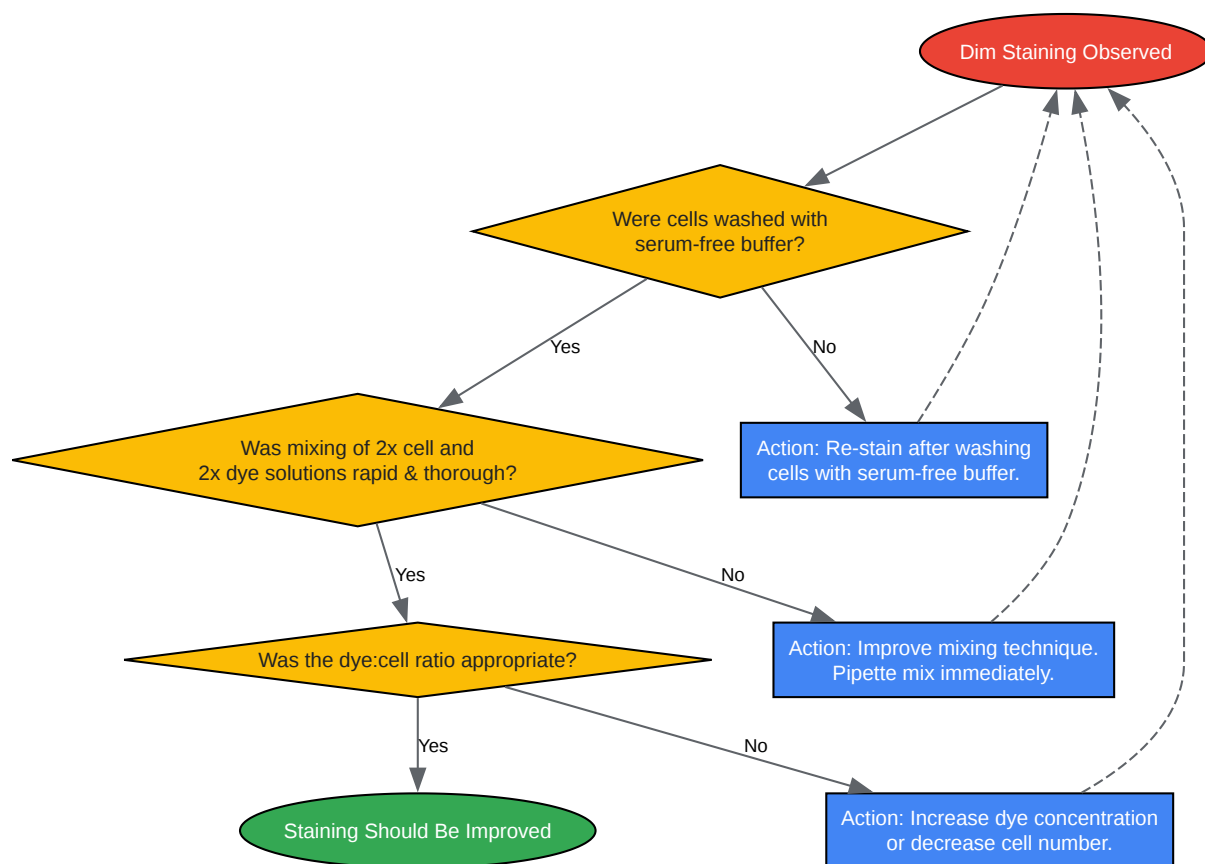 Dim Staining Observed
Were cells washed with
serum-free buffer?
Yes
No
Action: Re-stain after washing
cells with serum-free buffer.
Was mixing of 2x cell and
2x dye solutions rapid & thorough?
Yes
No
Action: Improve mixing technique.
Pipette mix immediately.
Was the dye:cell ratio appropriate?
Yes
No
Action: Increase dye concentration
or decrease cell number.
Staining Should Be Improved